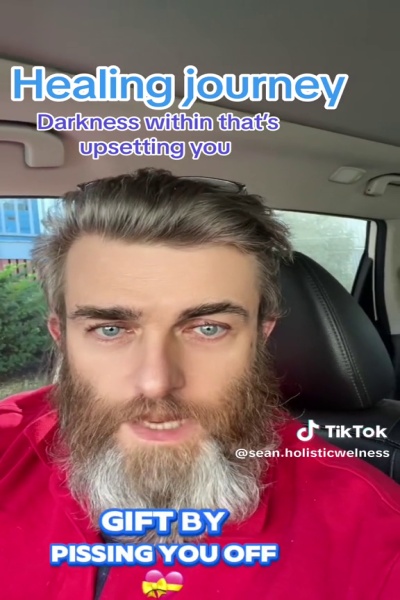 Healing journey
Darkness within that's
upsetting you
TikTok
@sean.holisticwelness
GIFT BY
PISSING YOU OFF